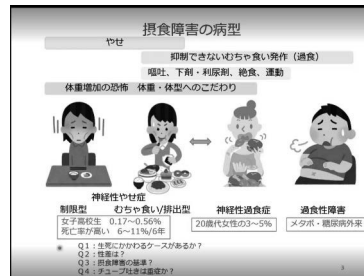 摂食障害の病型
やせ
抑制できないむちゃ食い発作（過食）
嘔吐、下剤・利尿剤、絶食、運動
体重増加の恐怖　体重・体型へのこだわり
神経性やせ症
制限型　むちゃ食い/排出型
神経性過食症
過食性障害
女子高校生　0.17～0.56%
死亡率が高い　6～11%/6年
20歳代女性の3～5%
メタボ・糖尿病外来
Q1：生死にかかわるケースがあるか？
Q2：性差は？
Q3：摂食障害の基準？
Q4：チューブ吐きは重症か？